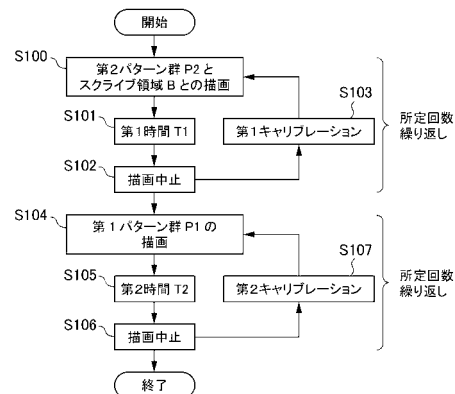 開始
S100
第2パターン群 P2と
スクライブ領域 B との描画
S101
第1時間 T1
S102
描画中止
S103
第1キャリブレーション
所定回数
繰り返し
S104
第1パターン群 P1の
描画
S105
第2時間 T2
S106
描画中止
S107
第2キャリブレーション
所定回数
繰り返し
終了